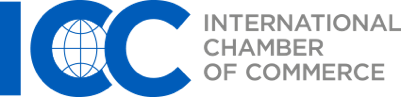 ICC
INTERNATIONAL
CHAMBER
OF COMMERCE